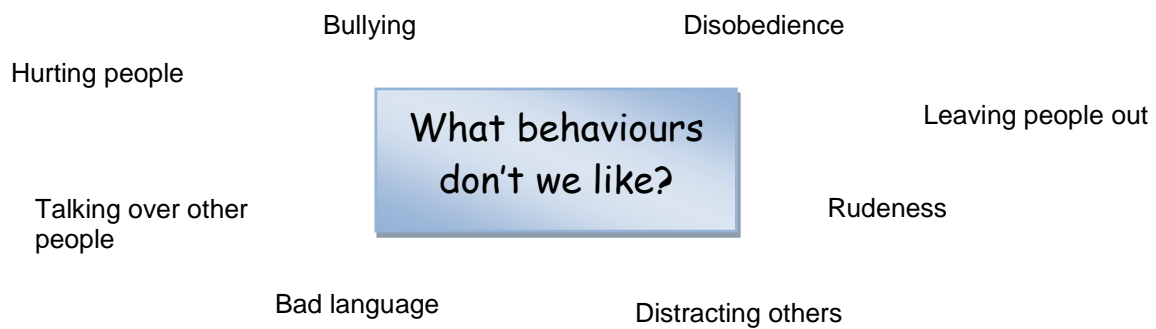 Bullying
Disobedience
Hurting people
What behaviours
don't we like?
Leaving people out
Talking over other
people
Rudeness
Bad language
Distracting others